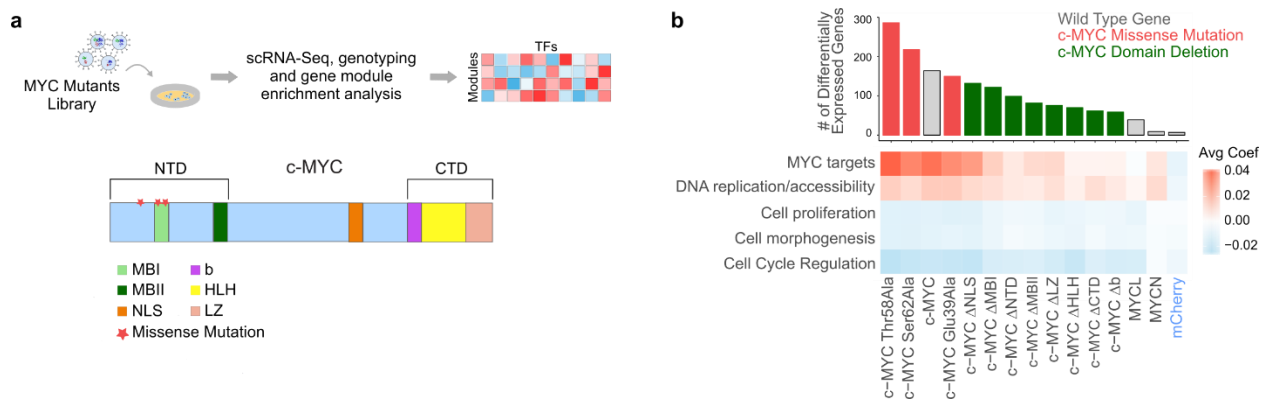 a
MYC Mutants
Library
scRNA-Seq, genotyping
and gene module
enrichment analysis
TFs
Modules
NTD
c-MYC
CTD
MBI
MBII
NLS
b
HLH
LZ
Missense Mutation
b
Wild Type Gene
c-MYC Missense Mutation
c-MYC Domain Deletion
# of Differentially
Expressed Genes
300
200
100
0
MYC targets
DNA replication/accessibility
Cell proliferation
Cell morphogenesis
Cell Cycle Regulation
Avg Coef
0.04
0.02
0.00
−0.02
c−MYC Thr58Ala
c−MYC Ser62Ala
c−MYC
c−MYC Glu39Ala
c−MYC ΔNLS
c−MYC ΔMBI
c−MYC ΔNTD
c−MYC ΔMBII
c−MYC ΔLZ
c−MYC ΔHLH
c−MYC ΔCTD
c−MYC Δb
MYCL
MYCN
mCherry